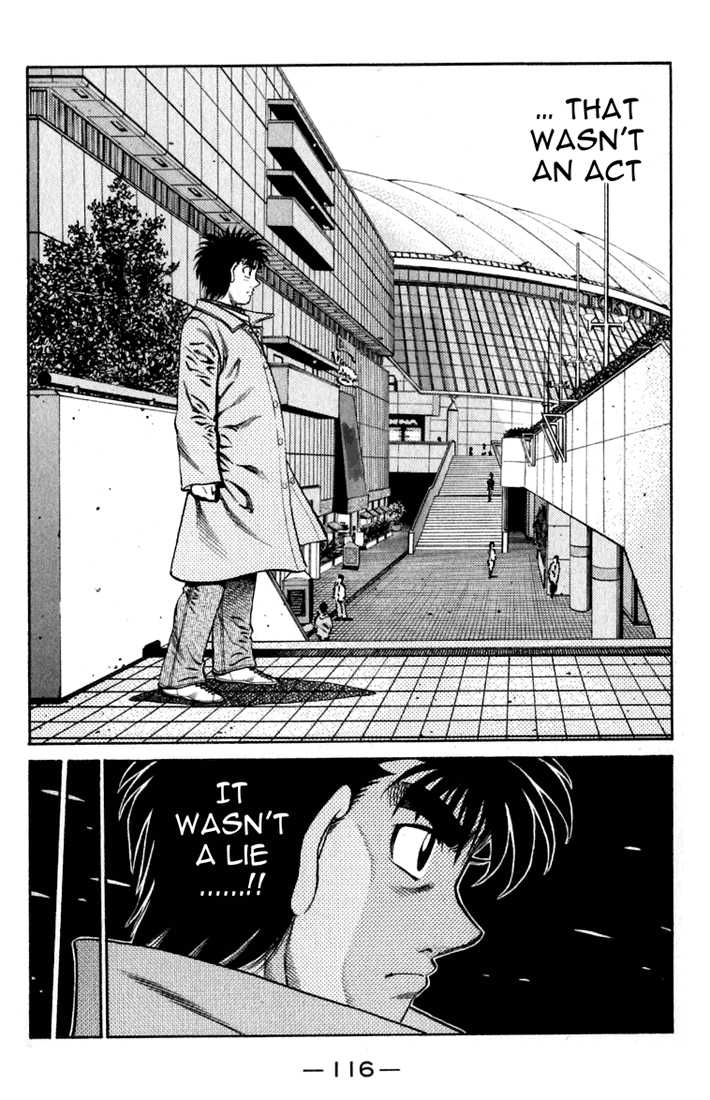 ... THAT
WASN'T
AN ACT
IT
WASN'T
A LIE
......!!
—116—